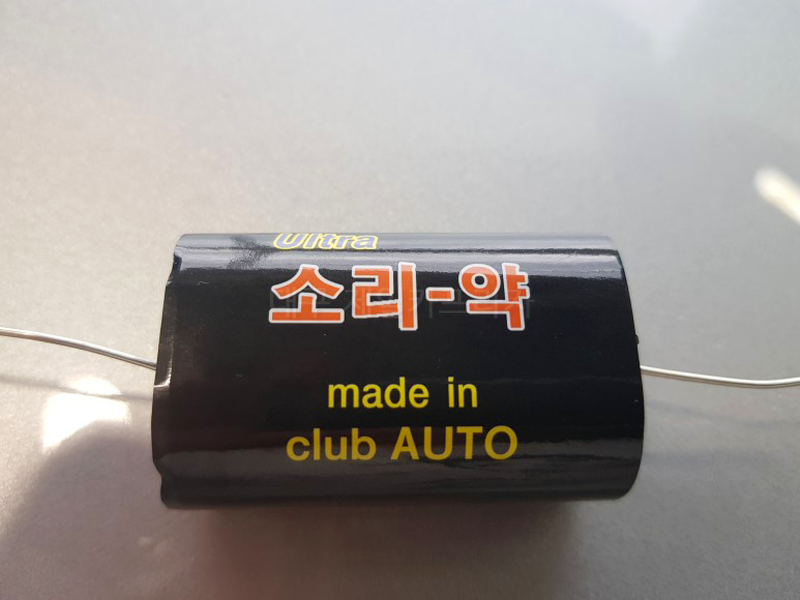 Ultra
소리-약
made in
club AUTO